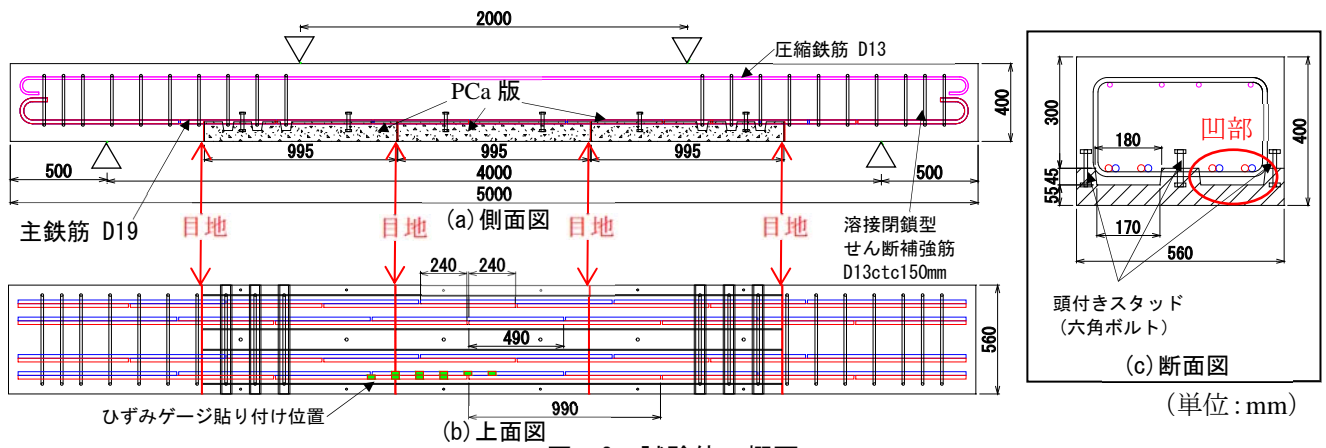 2000
圧縮鉄筋 D13
PCa 版
400
995
995
995
500
4000
500
5000
(a)側面図
主鉄筋 D19
目地
目地
目地
目地
溶接閉鎖型
せん断補強筋
D13ctc150mm
240
240
490
560
990
ひずみゲージ貼り付け位置
(b)上面図
凹部
300
180
400
45
55
170
560
頭付きスタッド
(六角ボルト)
(c)断面図
(単位:mm)